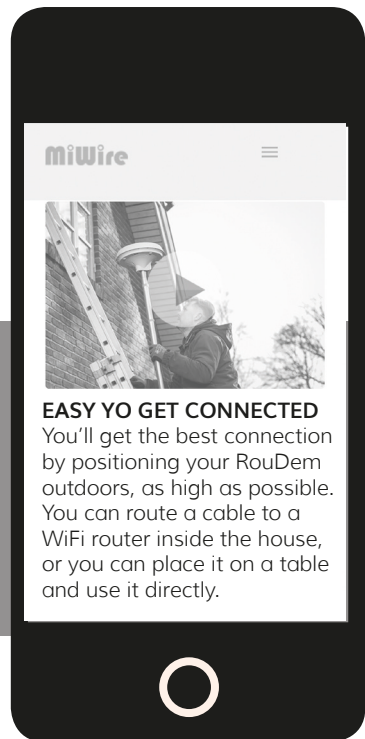 MiWire
EASY YO GET CONNECTED
You'll get the best connection
by positioning your RouDem
outdoors, as high as possible.
You can route a cable to a
WiFi router inside the house,
or you can place it on a table
and use it directly.